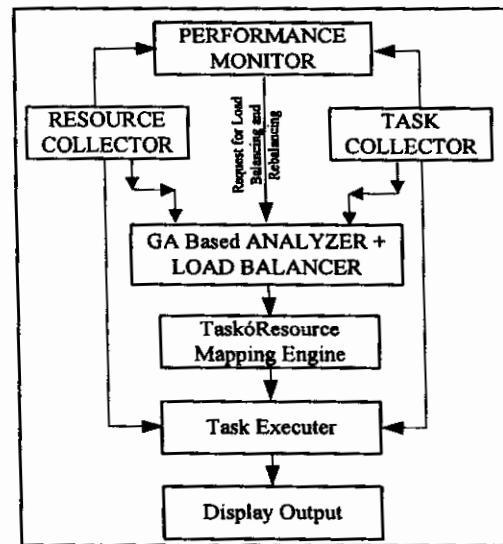 PERFORMANCE
MONITOR
RESOURCE
COLLECTOR
Request for Load
Balancing and
Rebalancing
TASK
COLLECTOR
GA Based ANALYZER +
LOAD BALANCER
TaskóResource
Mapping Engine
Task Executer
Display Output